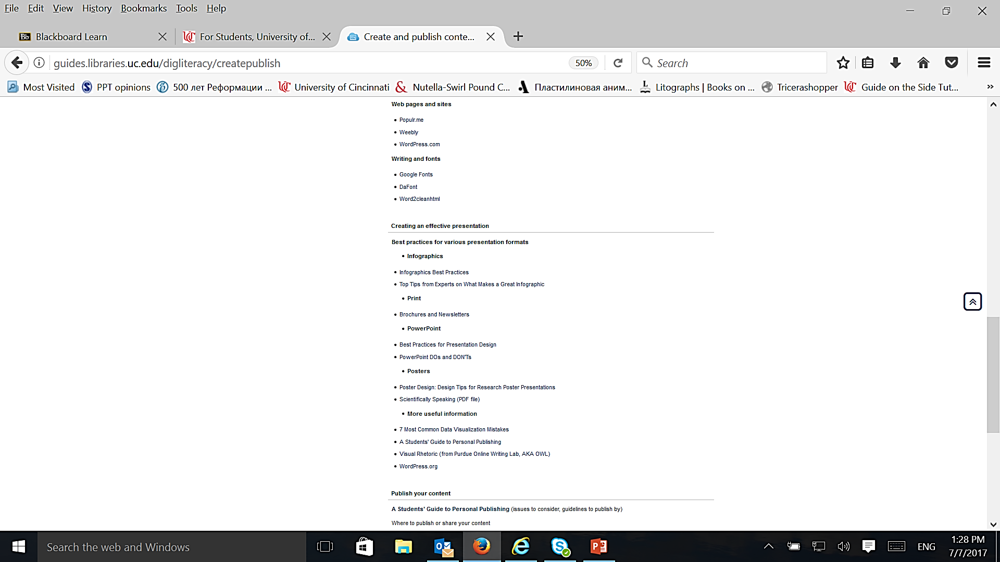 File Edit View History Bookmarks Tools Help
Bb Blackboard Learn
UC For Students, University of...
Create and publish conte...
guides.libraries.uc.edu/digliteracy/createpublish
50%
Search
Most Visited
PPT opinions
500 лет Реформации ...
University of Cincinnati
Nutella-Swirl Pound C...
Пластилиновая аним...
Litographs | Books on ...
Tricerashopper
Guide on the Side Tut...
Web pages and sites
• Populr.me
• Weebly
• WordPress.com
Writing and fonts
• Google Fonts
• DaFont
• Word2cleanhtml
Creating an effective presentation
Best practices for various presentation formats
• Infographics
• Infographics Best Practices
• Top Tips from Experts on What Makes a Great Infographic
• Print
• Brochures and Newsletters
• PowerPoint
• Best Practices for Presentation Design
• PowerPoint DOs and DON'Ts
• Posters
• Poster Design: Design Tips for Research Poster Presentations
• Scientifically Speaking (PDF file)
• More useful information
• 7 Most Common Data Visualization Mistakes
• A Students' Guide to Personal Publishing
• Visual Rhetoric (from Purdue Online Writing Lab, AKA OWL)
• WordPress.org
Publish your content
A Students' Guide to Personal Publishing (issues to consider, guidelines to publish by)
Where to publish or share your content
Search the web and Windows
ENG
1:28 PM
7/7/2017